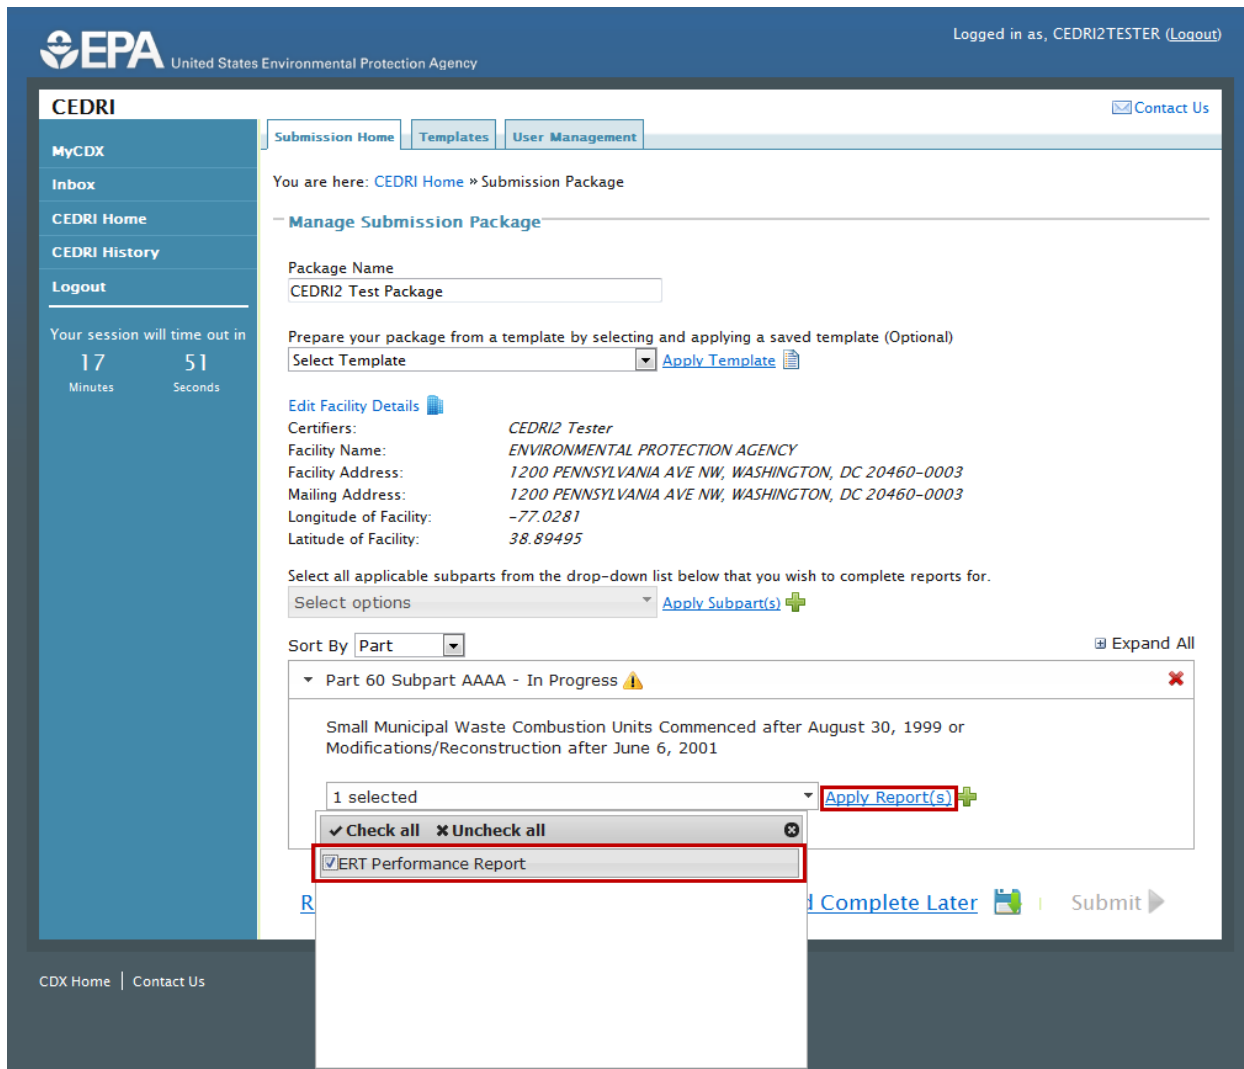 Logged in as, CEDRI2TESTER (Logout)
EPA United States Environmental Protection Agency
CEDRI
Contact Us
MyCDX
Inbox
CEDRI Home
CEDRI History
Logout
Your session will time out in
17 51
Minutes Seconds
Submission Home Templates User Management
You are here: CEDRI Home » Submission Package
Manage Submission Package
Package Name
CEDRI2 Test Package
Prepare your package from a template by selecting and applying a saved template (Optional)
Select Template Apply Template
Edit Facility Details
Certifiers: CEDRI2 Tester
Facility Name: ENVIRONMENTAL PROTECTION AGENCY
Facility Address: 1200 PENNSYLVANIA AVE NW, WASHINGTON, DC 20460-0003
Mailing Address: 1200 PENNSYLVANIA AVE NW, WASHINGTON, DC 20460-0003
Longitude of Facility: -77.0281
Latitude of Facility: 38.89495
Select all applicable subparts from the drop-down list below that you wish to complete reports for.
Select options Apply Subpart(s)
Sort By Part Expand All
Part 60 Subpart AAAA - In Progress
Small Municipal Waste Combustion Units Commenced after August 30, 1999 or
Modifications/Reconstruction after June 6, 2001
1 selected Apply Report(s)
Check all Uncheck all
ERT Performance Report
Complete Later Submit
CDX Home | Contact Us